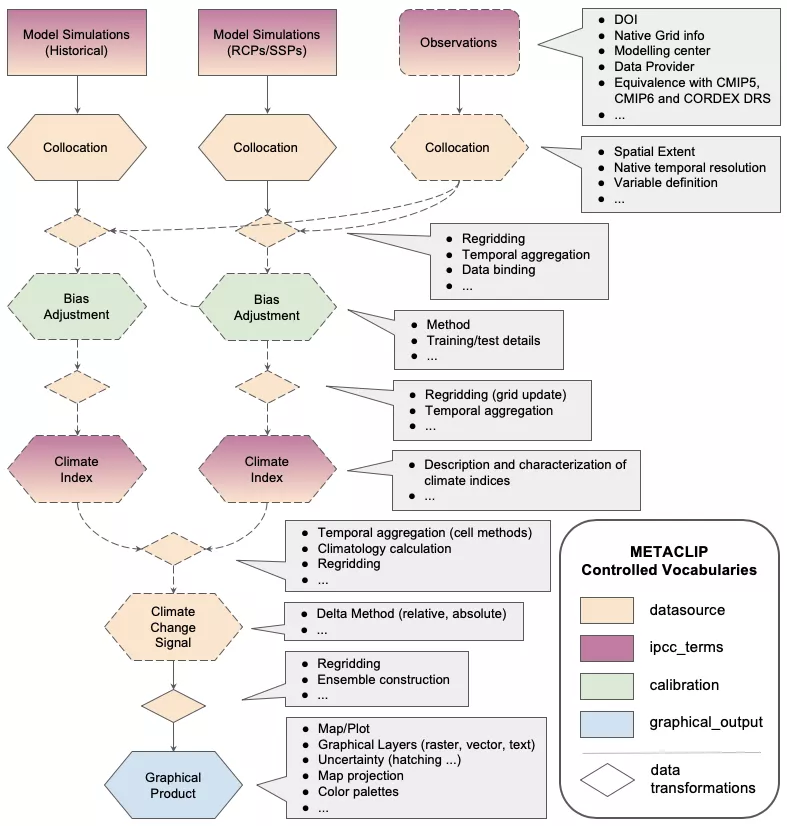 Model Simulations
(Historical)
Model Simulations
(RCPs/SSPs)
Observations
● DOI
● Native Grid info
● Modelling center
● Data Provider
● Equivalence with CMIP5,
CMIP6 and CORDEX DRS
● ...
Collocation
Collocation
Collocation
● Spatial Extent
● Native temporal resolution
● Variable definition
● ...
● Regridding
● Temporal aggregation
● Data binding
● ...
Bias
Adjustment
Bias
Adjustment
● Method
● Training/test details
● ...
● Regridding (grid update)
● Temporal aggregation
● ...
Climate
Index
Climate
Index
● Description and characterization of
climate indices
● ...
● Temporal aggregation (cell methods)
● Climatology calculation
● Regridding
● ...
Climate
Change
Signal
● Delta Method (relative, absolute)
● ...
● Regridding
● Ensemble construction
● ...
Graphical
Product
● Map/Plot
● Graphical Layers (raster, vector, text)
● Uncertainty (hatching ...)
● Map projection
● Color palettes
● ...
METACLIP
Controlled Vocabularies
datasource
ipcc_terms
calibration
graphical_output
data
transformations